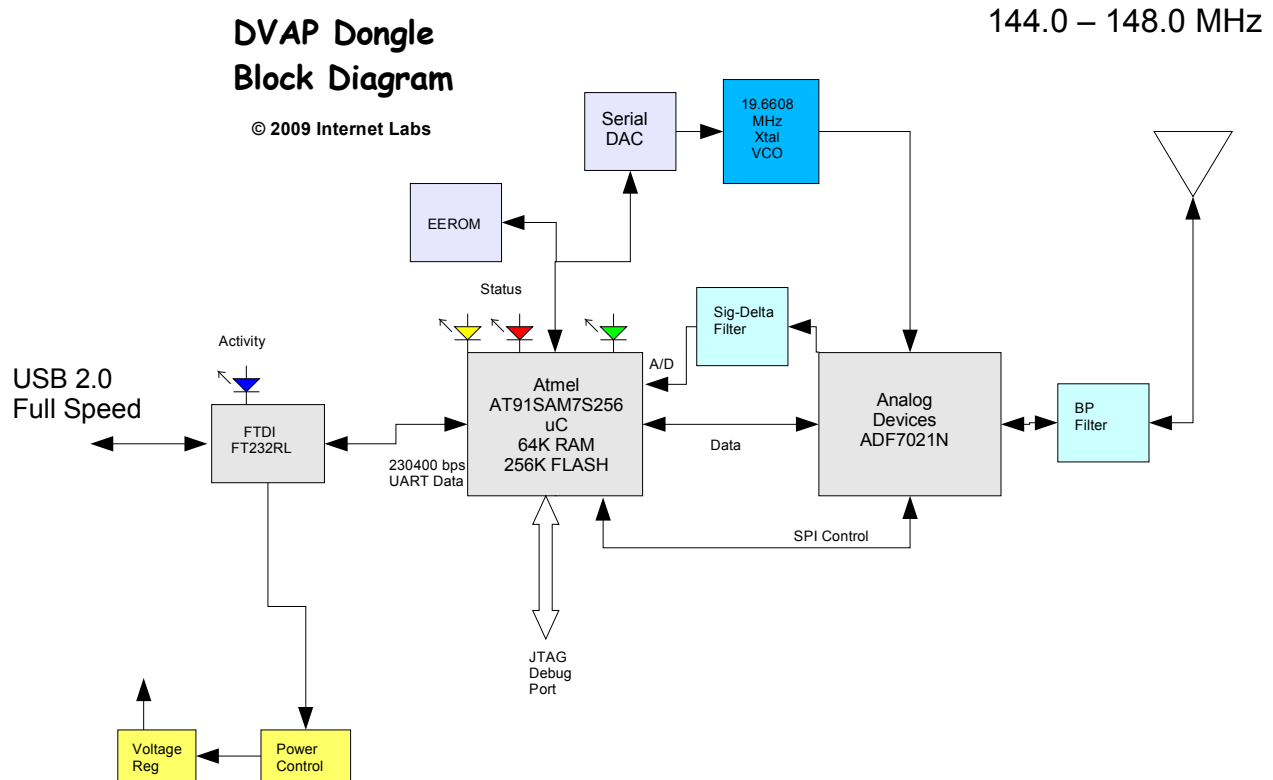 DVAP Dongle
Block Diagram
© 2009 Internet Labs
144.0 – 148.0 MHz
Serial
DAC
19.6608
MHz
Xtal
VCO
EEROM
Status
Sig-Delta
Filter
Activity
A/D
USB 2.0
Full Speed
FTDI
FT232RL
230400 bps
UART Data
Atmel
AT91SAM7S256
uC
64K RAM
256K FLASH
Data
Analog
Devices
ADF7021N
BP
Filter
SPI Control
JTAG
Debug
Port
Voltage
Reg
Power
Control